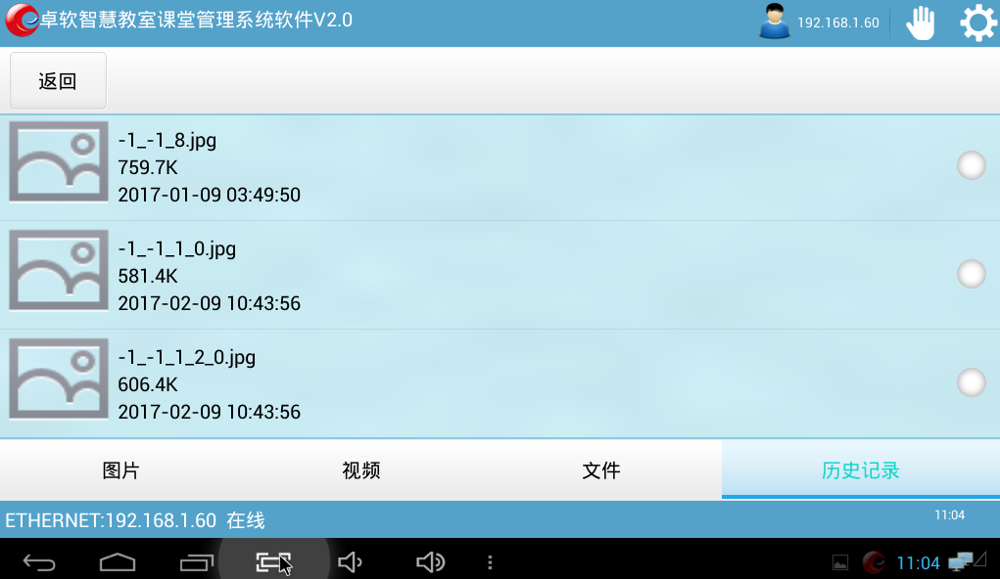 卓软智慧教室课堂管理系统软件V2.0
192.168.1.60
返回
-1_-1_8.jpg
759.7K
2017-01-09 03:49:50
-1_-1_1_0.jpg
581.4K
2017-02-09 10:43:56
-1_-1_1_2_0.jpg
606.4K
2017-02-09 10:43:56
图片 视频 文件 历史记录
ETHERNET:192.168.1.60 在线 11:04
11:04